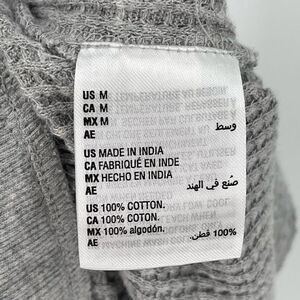 US M
CA M
MX M
AE وسط
US MADE IN INDIA
CA FABRIQUÉ EN INDE
MX HECHO EN INDIA
AE صُنع في الهند
US 100% COTTON.
CA 100% COTON.
MX 100% algodón.
AE 100% قطن.